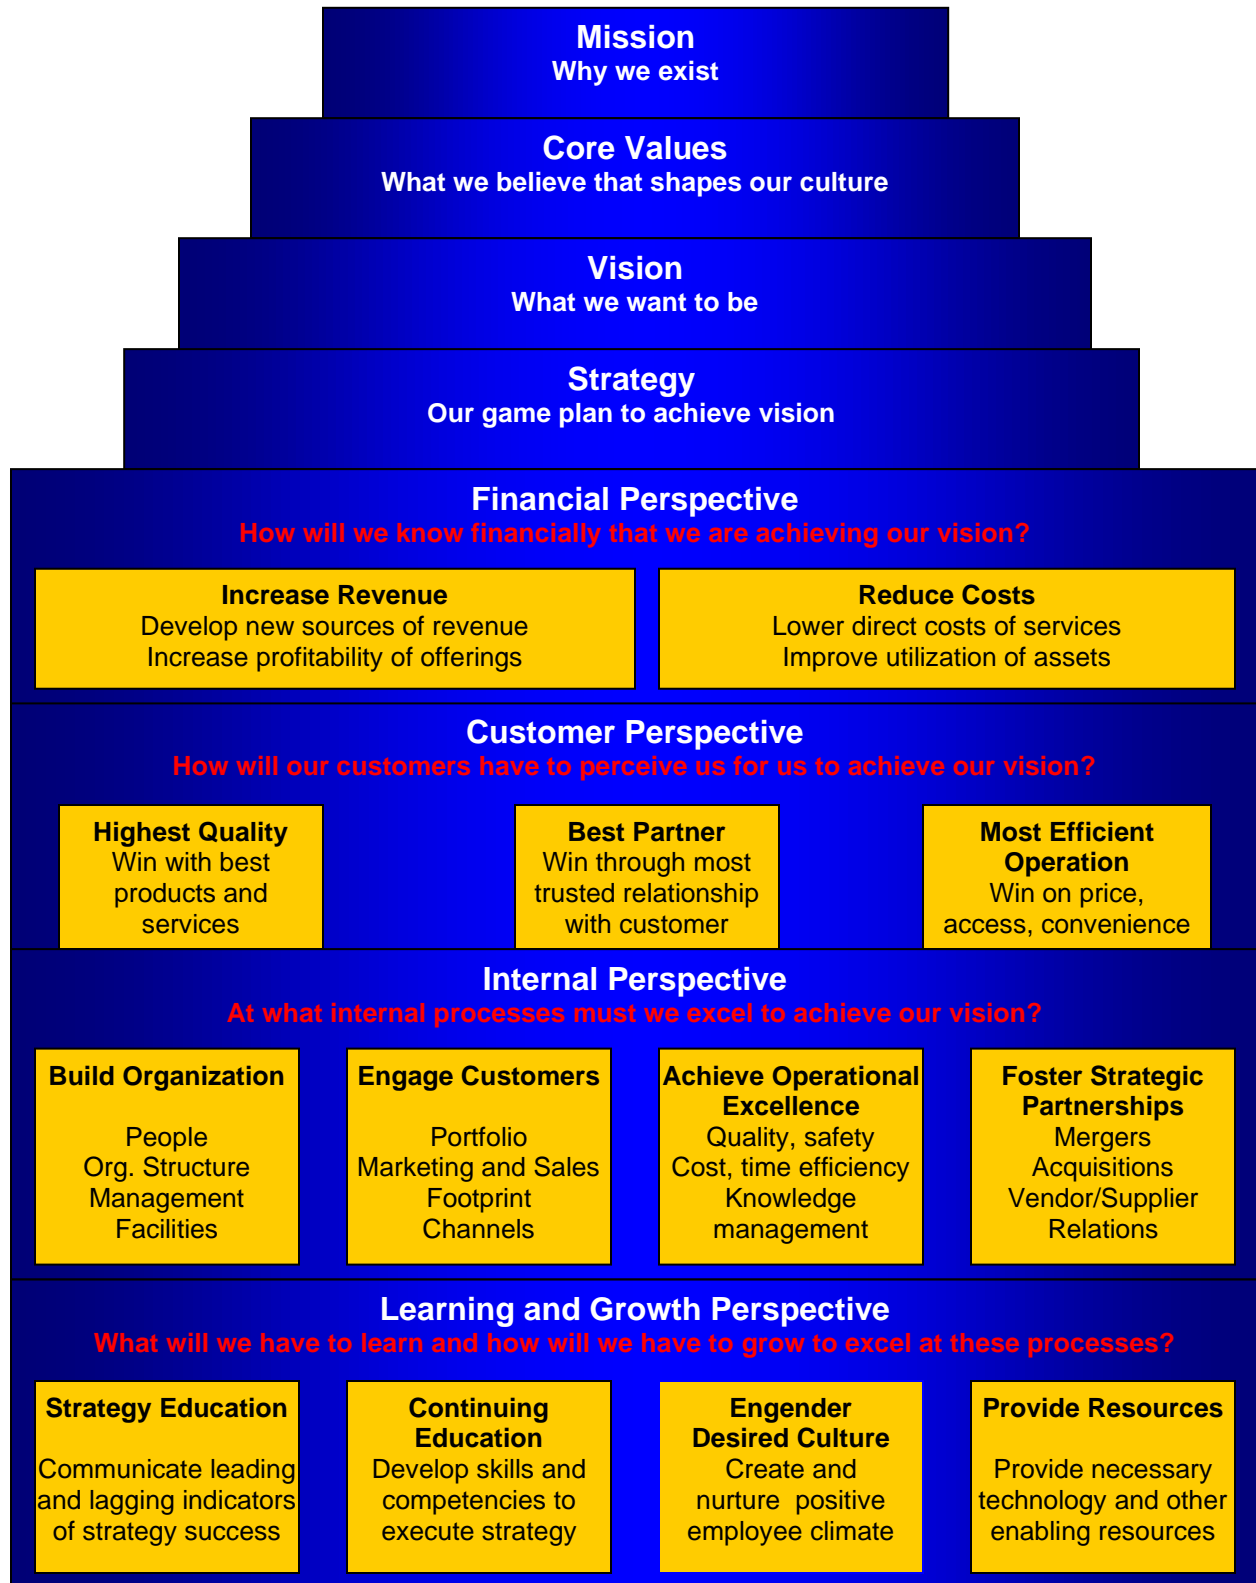 Mission
Why we exist
Core Values
What we believe that shapes our culture
Vision
What we want to be
Strategy
Our game plan to achieve vision
Financial Perspective
How will we know financially that we are achieving our vision?
Increase Revenue
Develop new sources of revenue
Increase profitability of offerings
Reduce Costs
Lower direct costs of services
Improve utilization of assets
Customer Perspective
How will our customers have to perceive us for us to achieve our vision?
Highest Quality
Win with best
products and
services
Best Partner
Win through most
trusted relationship
with customer
Most Efficient
Operation
Win on price,
access, convenience
Internal Perspective
At what internal processes must we excel to achieve our vision?
Build Organization
People
Org. Structure
Management
Facilities
Engage Customers
Portfolio
Marketing and Sales
Footprint
Channels
Achieve Operational
Excellence
Quality, safety
Cost, time efficiency
Knowledge
management
Foster Strategic
Partnerships
Mergers
Acquisitions
Vendor/Supplier
Relations
Learning and Growth Perspective
What will we have to learn and how will we have to grow to excel at these processes?
Strategy Education
Communicate leading
and lagging indicators
of strategy success
Continuing
Education
Develop skills and
competencies to
execute strategy
Engender
Desired Culture
Create and
nurture  positive
employee climate
Provide Resources
Provide necessary
technology and other
enabling resources